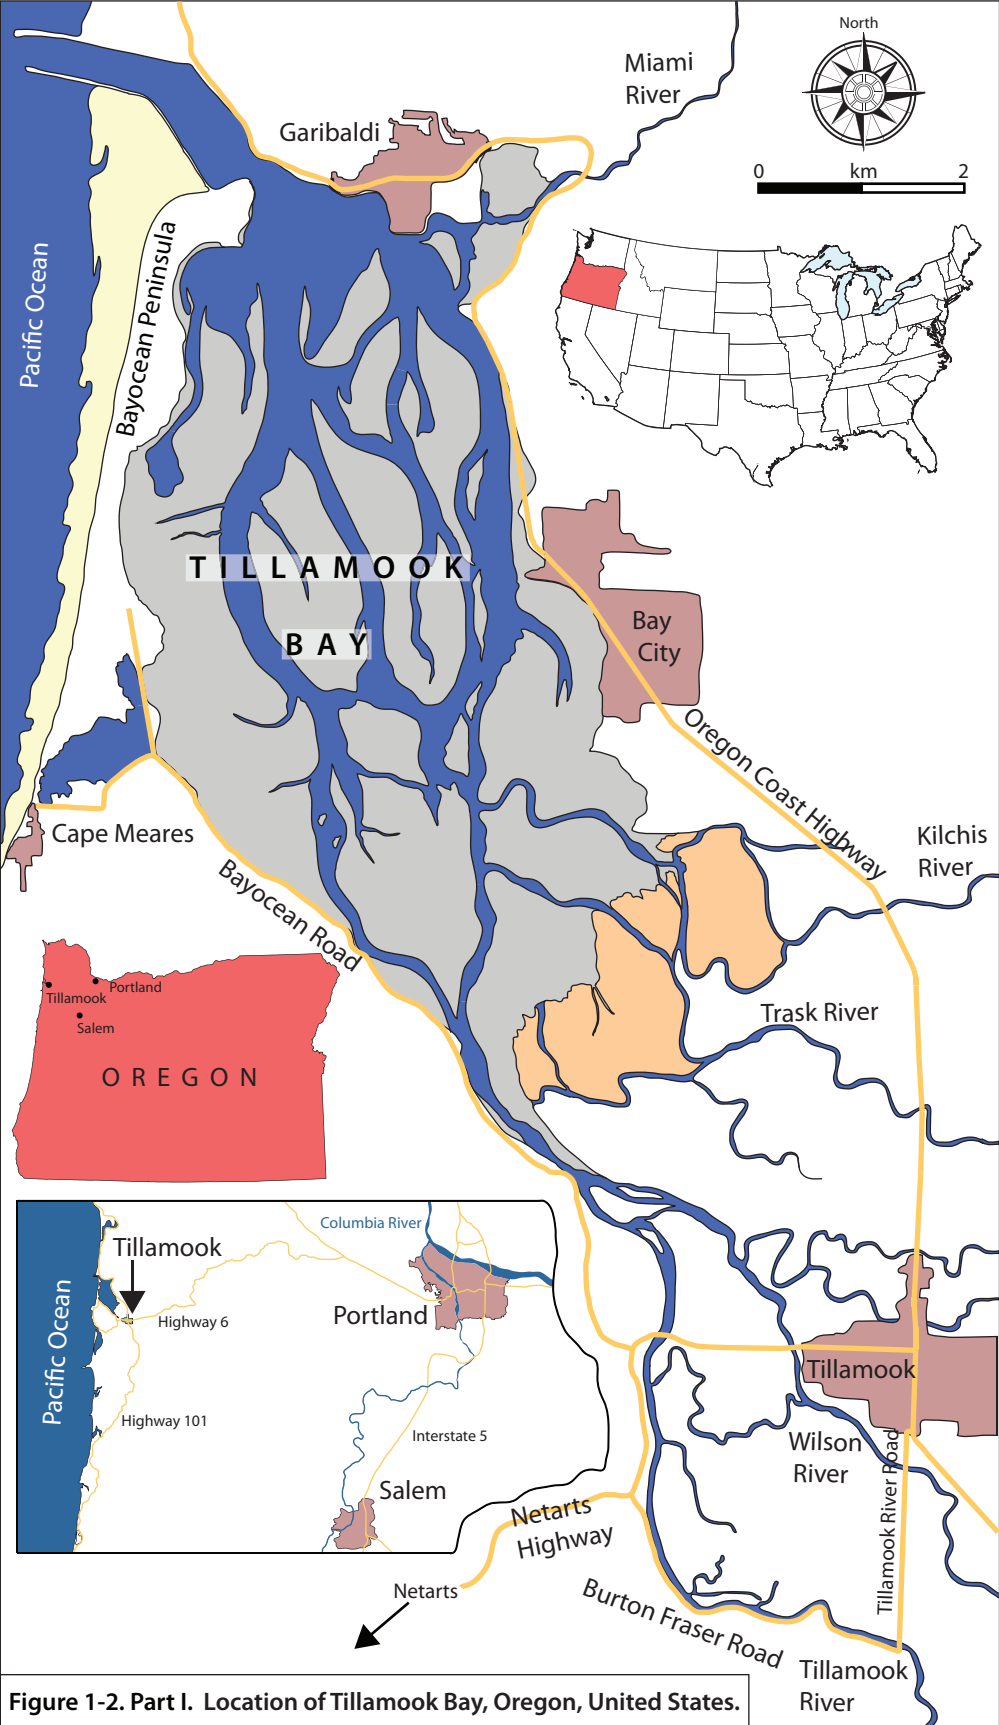 North
Miami
River
0 km 2
Garibaldi
Pacific Ocean
Bayocean Peninsula
TILLAMOOK
BAY
Bay
City
Oregon Coast Highway
Cape Meares
Kilchis
River
Bayocean Road
Portland
Tillamook
Salem
OREGON
Trask River
Columbia River
Tillamook
Pacific Ocean
Portland
Highway 6
Highway 101
Interstate 5
Salem
Tillamook
Wilson
River
Tillamook River Road
Netarts
Highway
Netarts
Burton Fraser Road
Tillamook
River
Figure 1-2. Part I. Location of Tillamook Bay, Oregon, United States.